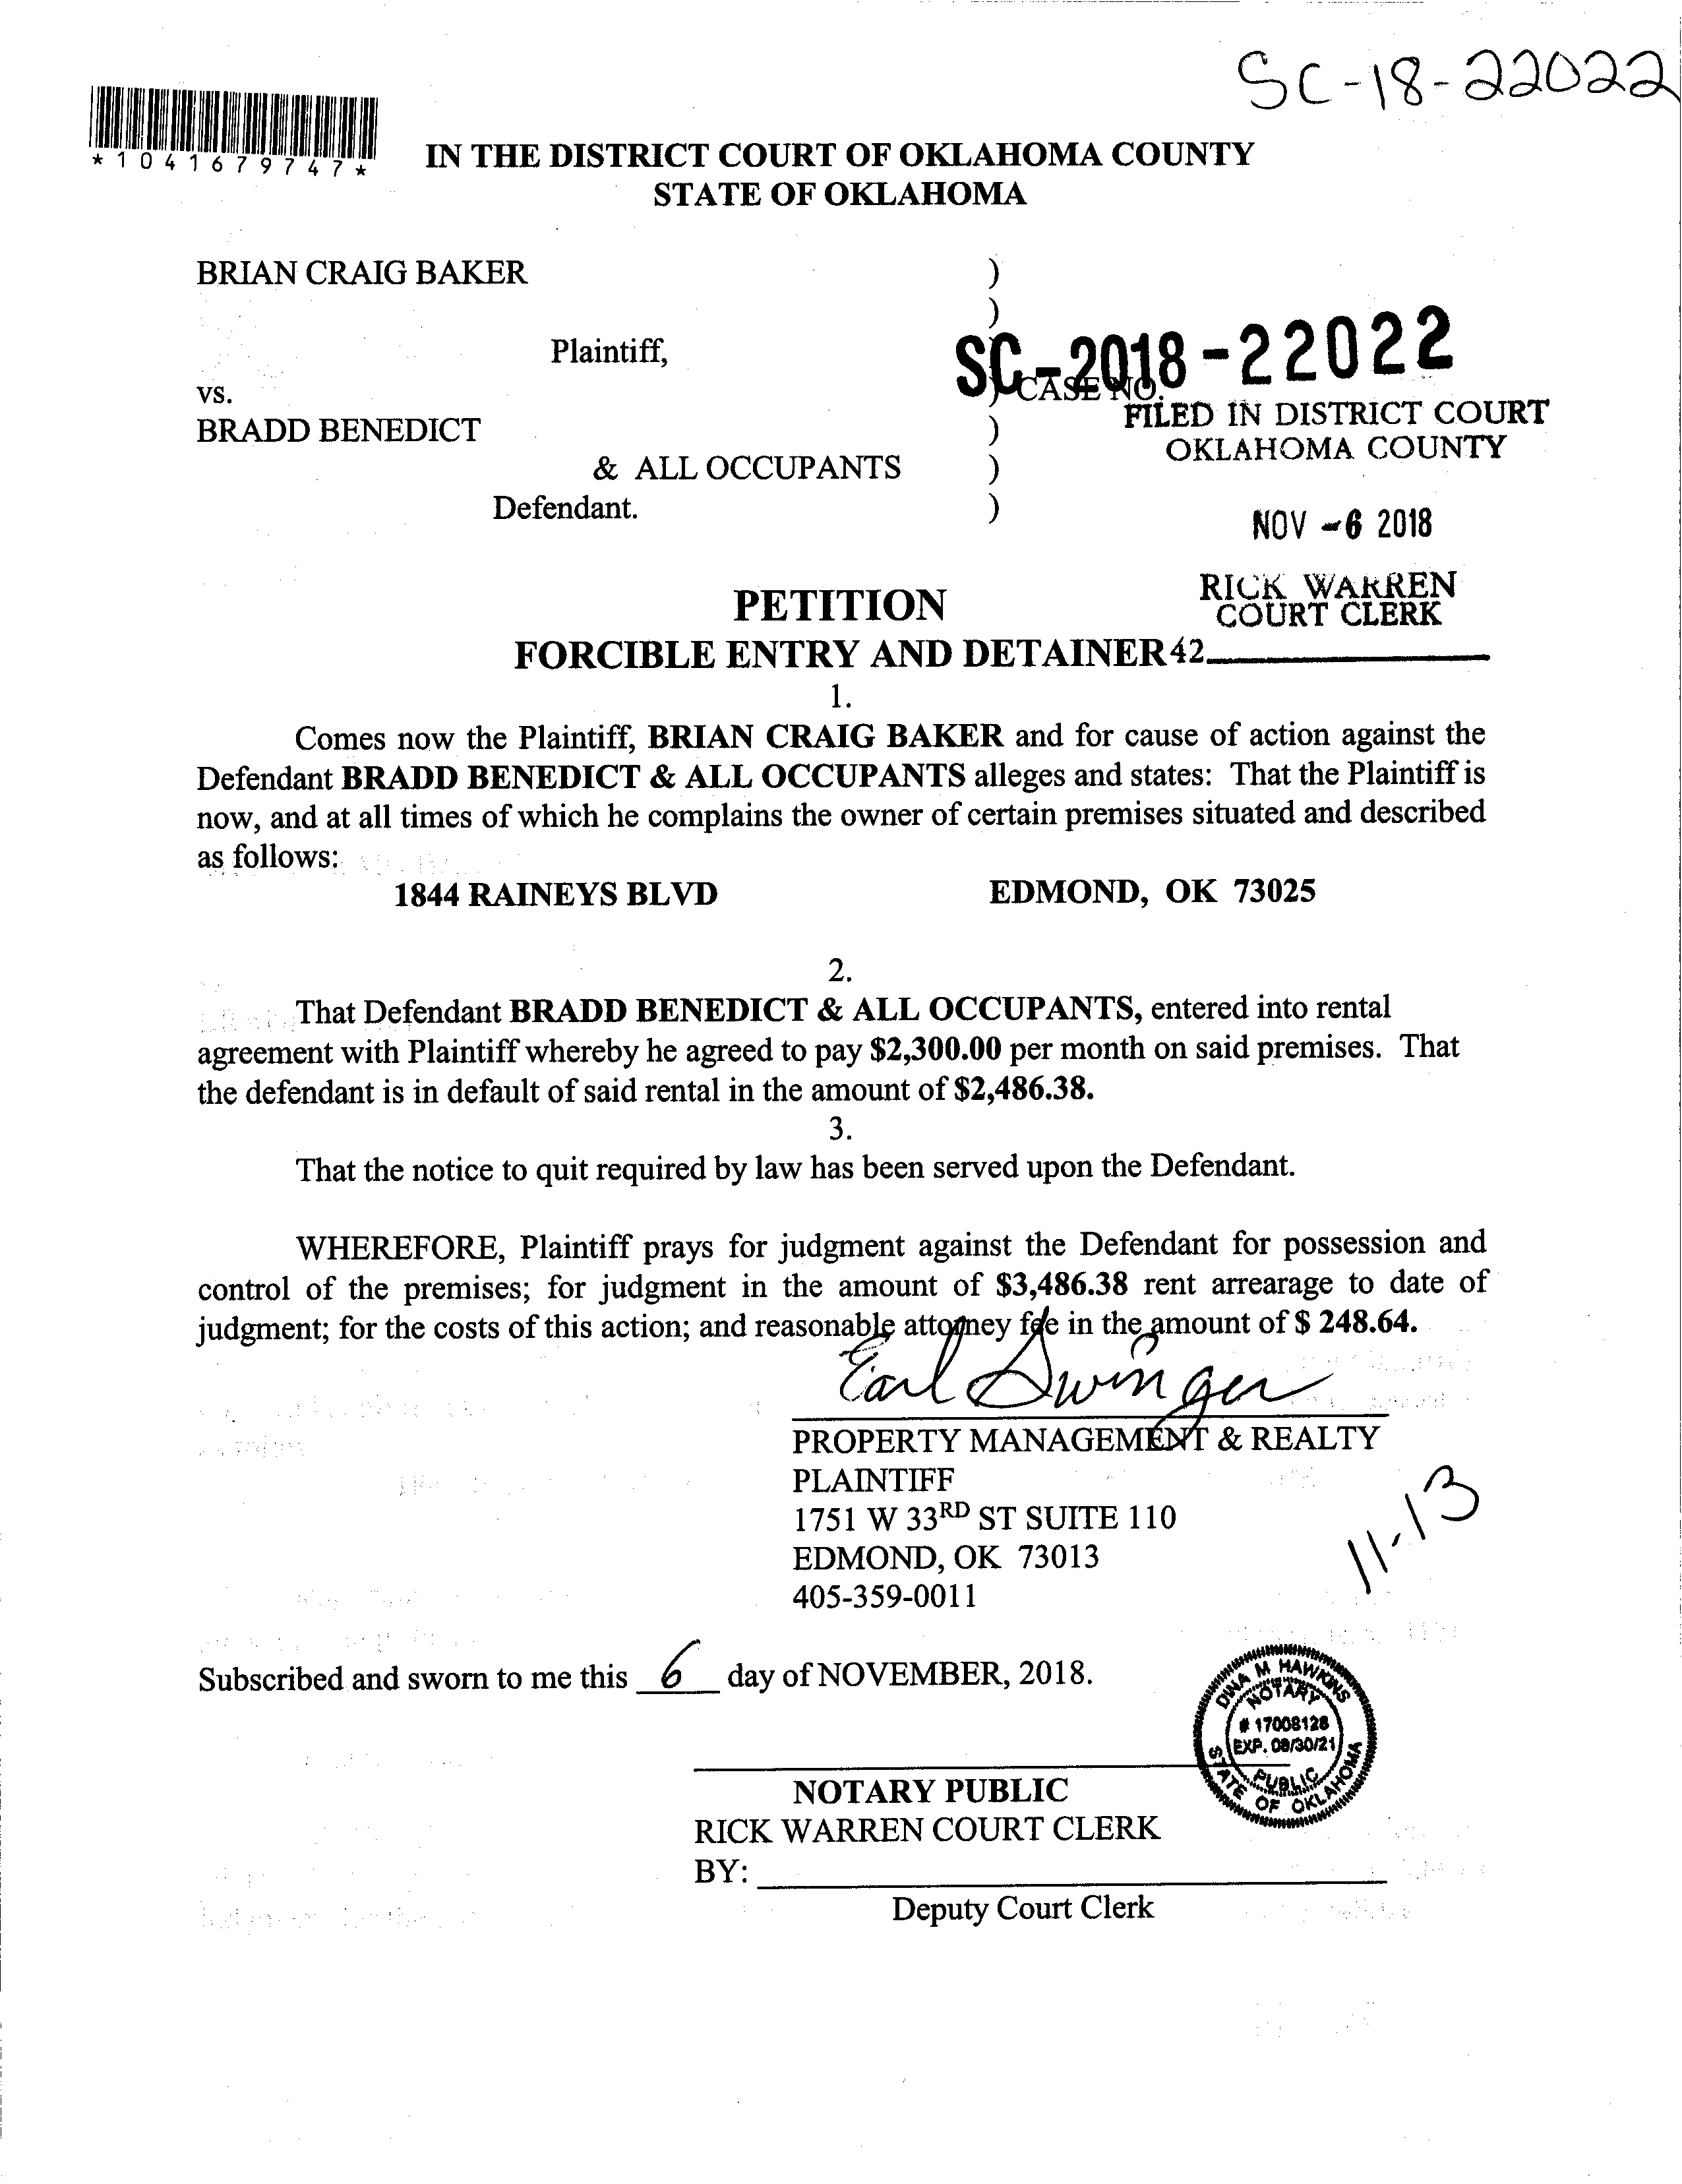 SC-18-22022
*1041679747*
IN THE DISTRICT COURT OF OKLAHOMA COUNTY
STATE OF OKLAHOMA
BRIAN CRAIG BAKER )
)
Plaintiff,
SC-2018-22022
vs. ) CASE NO.
FILED IN DISTRICT COURT
BRADD BENEDICT )
OKLAHOMA COUNTY
& ALL OCCUPANTS )
Defendant. )
NOV -6 2018
RICK WARREN
COURT CLERK
PETITION
FORCIBLE ENTRY AND DETAINER 42
1.
Comes now the Plaintiff, BRIAN CRAIG BAKER and for cause of action against the
Defendant BRADD BENEDICT & ALL OCCUPANTS alleges and states: That the Plaintiff is
now, and at all times of which he complains the owner of certain premises situated and described
as follows:
1844 RAINEYS BLVD EDMOND, OK 73025
2.
That Defendant BRADD BENEDICT & ALL OCCUPANTS, entered into rental
agreement with Plaintiff whereby he agreed to pay $2,300.00 per month on said premises. That
the defendant is in default of said rental in the amount of $2,486.38.
3.
That the notice to quit required by law has been served upon the Defendant.
WHEREFORE, Plaintiff prays for judgment against the Defendant for possession and
control of the premises; for judgment in the amount of $3,486.38 rent arrearage to date of
judgment; for the costs of this action; and reasonable attorney fee in the amount of $ 248.64.
Earl Swinger
PROPERTY MANAGEMENT & REALTY
PLAINTIFF
1751 W 33RD ST SUITE 110
EDMOND, OK 73013
405-359-0011
11-13
Subscribed and sworn to me this 6 day of NOVEMBER, 2018.
DWA M HAWKINS
NOTARY
# 17008128
EXP. 08/30/21
PUBLIC
STATE OF OKLAHOMA
NOTARY PUBLIC
RICK WARREN COURT CLERK
BY:
Deputy Court Clerk